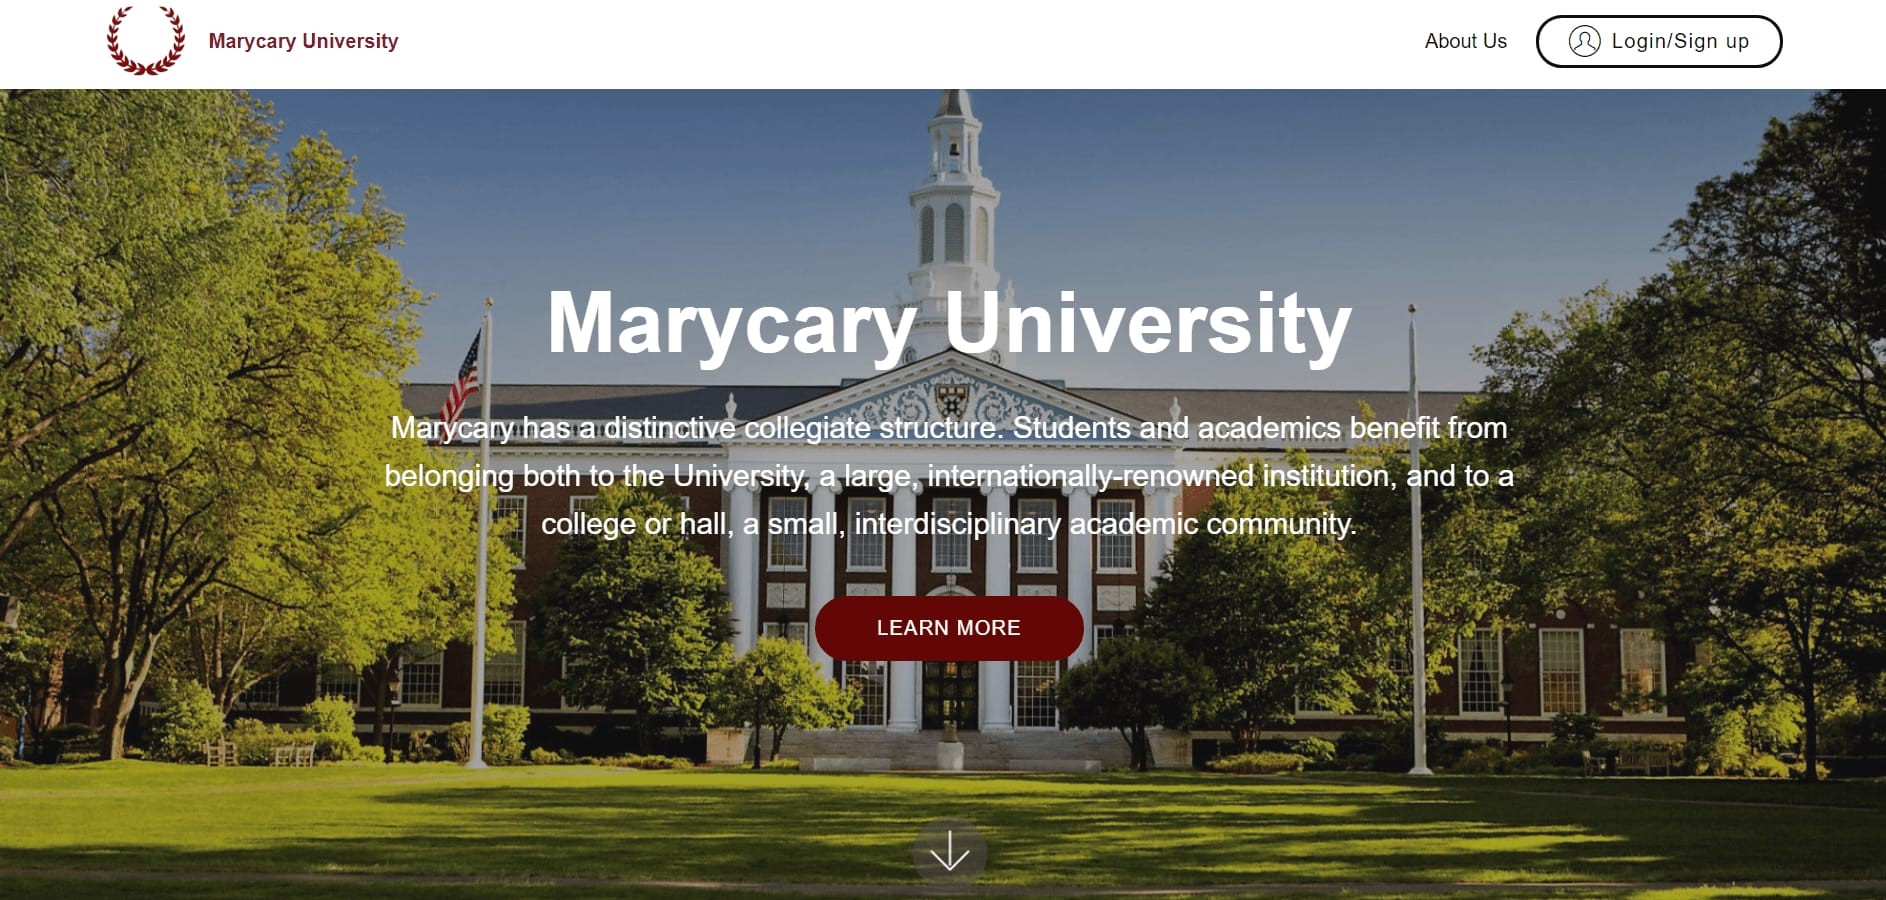 Marycary University
About Us
Login/Sign up
Marycary University
Marycary has a distinctive collegiate structure. Students and academics benefit from
belonging both to the University, a large, internationally-renowned institution, and to a
college or hall, a small, interdisciplinary academic community.
LEARN MORE